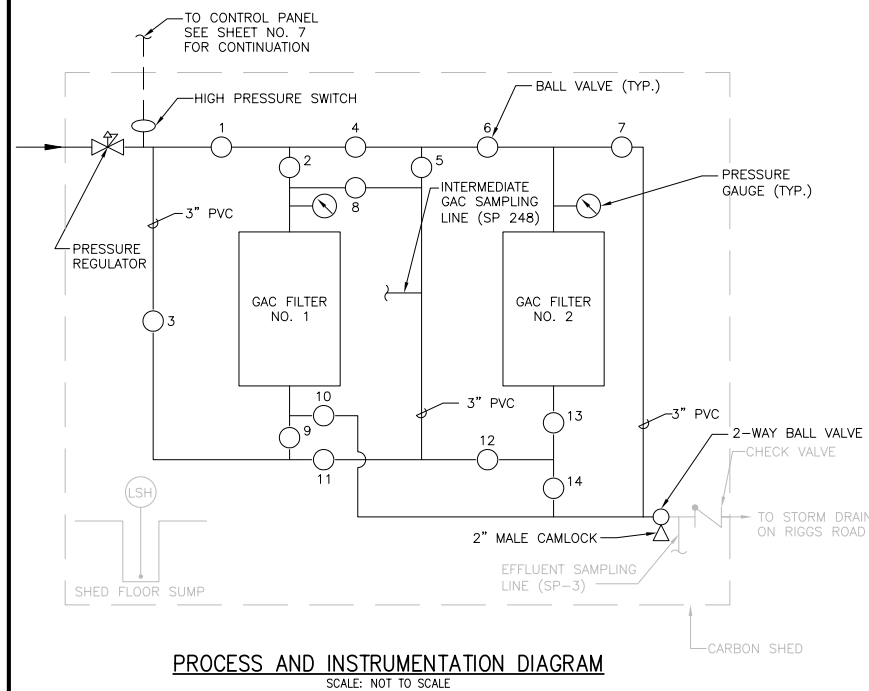 TO CONTROL PANEL
SEE SHEET NO. 7
FOR CONTINUATION
HIGH PRESSURE SWITCH
BALL VALVE (TYP.)
1
4
6
7
2
5
8
INTERMEDIATE
GAC SAMPLING
LINE (SP 248)
PRESSURE
GAUGE (TYP.)
3" PVC
PRESSURE
REGULATOR
GAC FILTER
NO. 1
GAC FILTER
NO. 2
3
10
3" PVC
13
3" PVC
2-WAY BALL VALVE
CHECK VALVE
9
11
12
14
LSH
TO STORM DRAIN
ON RIGGS ROAD
2" MALE CAMLOCK
EFFLUENT SAMPLING
LINE (SP-3)
SHED FLOOR SUMP
CARBON SHED
PROCESS AND INSTRUMENTATION DIAGRAM
SCALE: NOT TO SCALE